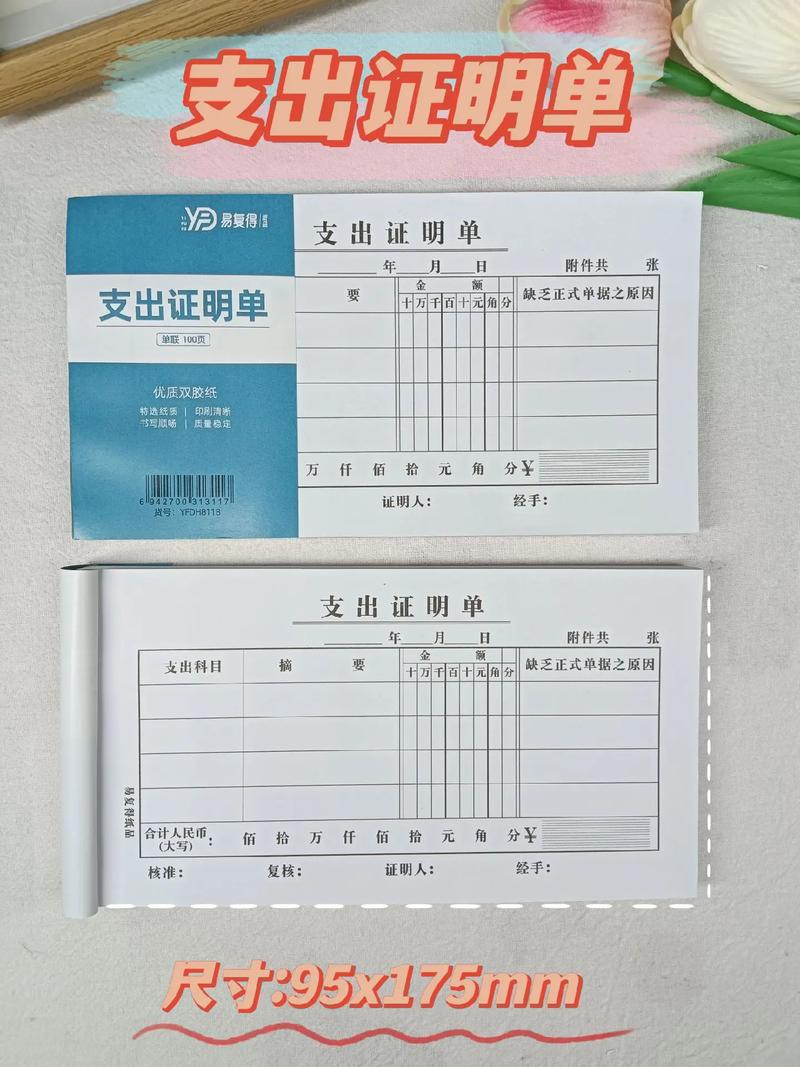 支出证明单
YFD 易复得
支出证明单
单联 100页
优质双胶纸
特选纸质 | 印刷清晰
书写顺畅 | 质量稳定
6 942700 313117
货号：YFDH8118
支出证明单
年 月 日 附件共 张
要 金 额 缺乏正式单据之原因
十 万 千 百 十 元 角 分
万 仟 佰 拾 元 角 分 ¥
证明人： 经手：
支出证明单
年 月 日 附件共 张
支出科目 摘 要 金 额 缺乏正式单据之原因
十 万 千 百 十 元 角 分
合计人民币（大写）： 佰 拾 万 仟 佰 拾 元 角 分 ¥
核准： 复核： 证明人： 经手：
易复得纸品
尺寸:95x175mm